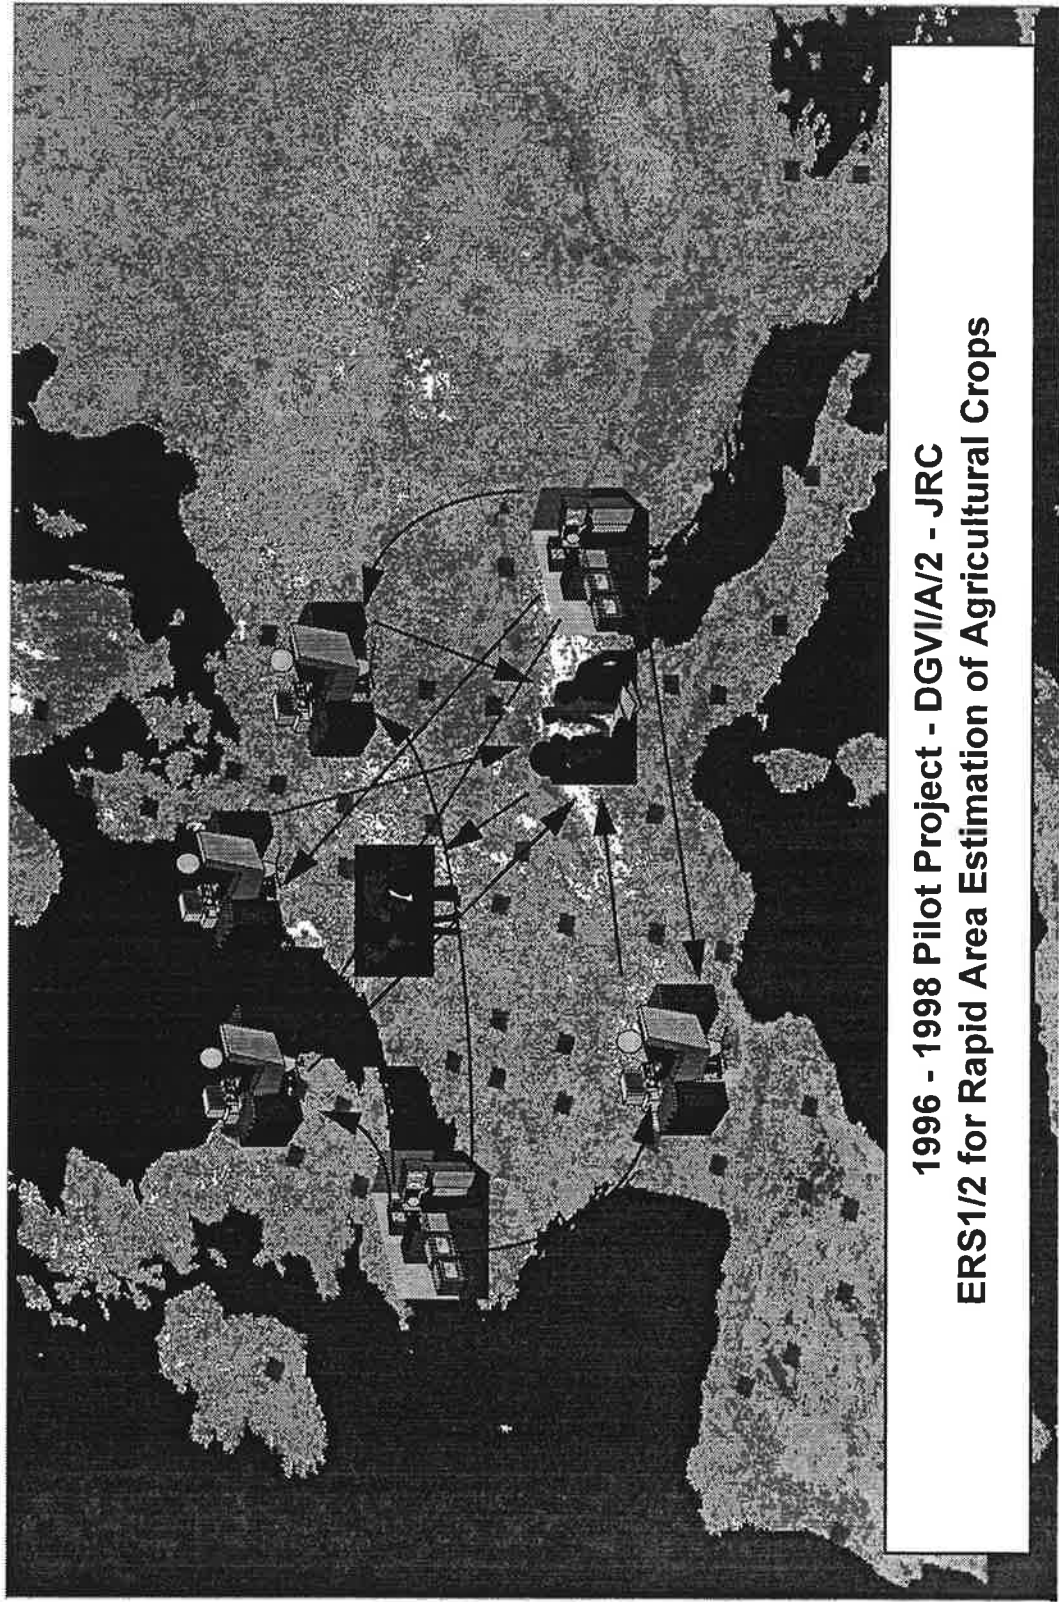 1996 - 1998 Pilot Project - DGVI/A/2 - JRC
ERS1/2 for Rapid Area Estimation of Agricultural Crops